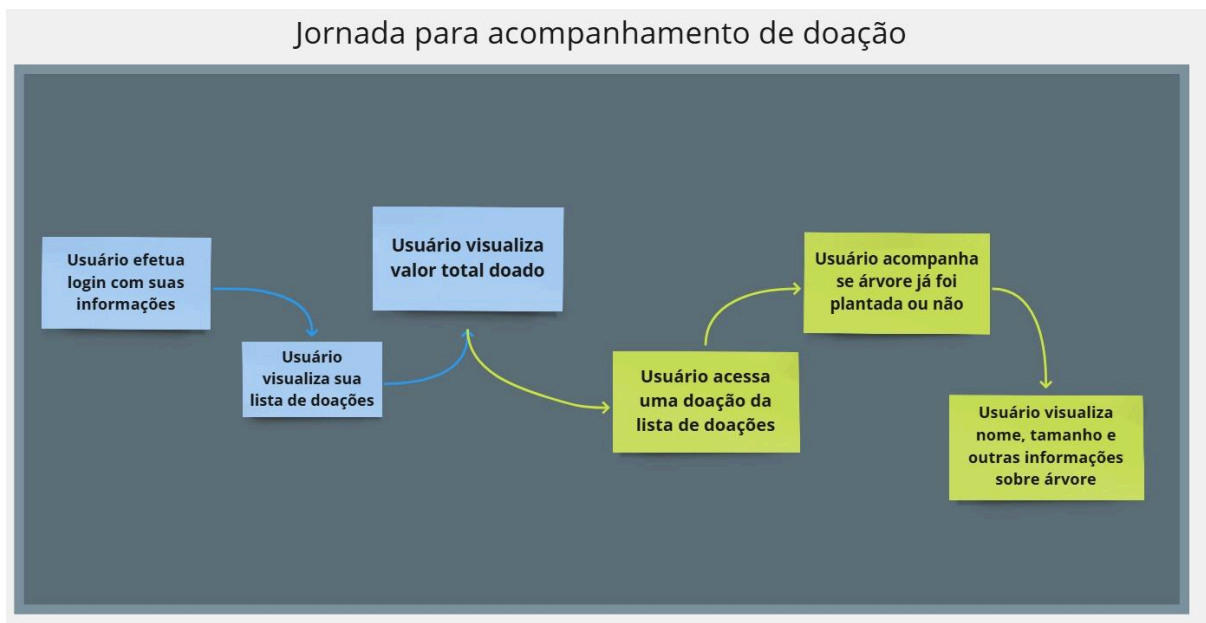 Jornada para acompanhamento de doação
Usuário efetua
login com suas
informações
Usuário
visualiza sua
lista de doações
Usuário visualiza
valor total doado
Usuário acessa
uma doação da
lista de doações
Usuário acompanha
se árvore já foi
plantada ou não
Usuário visualiza
nome, tamanho e
outras informações
sobre árvore